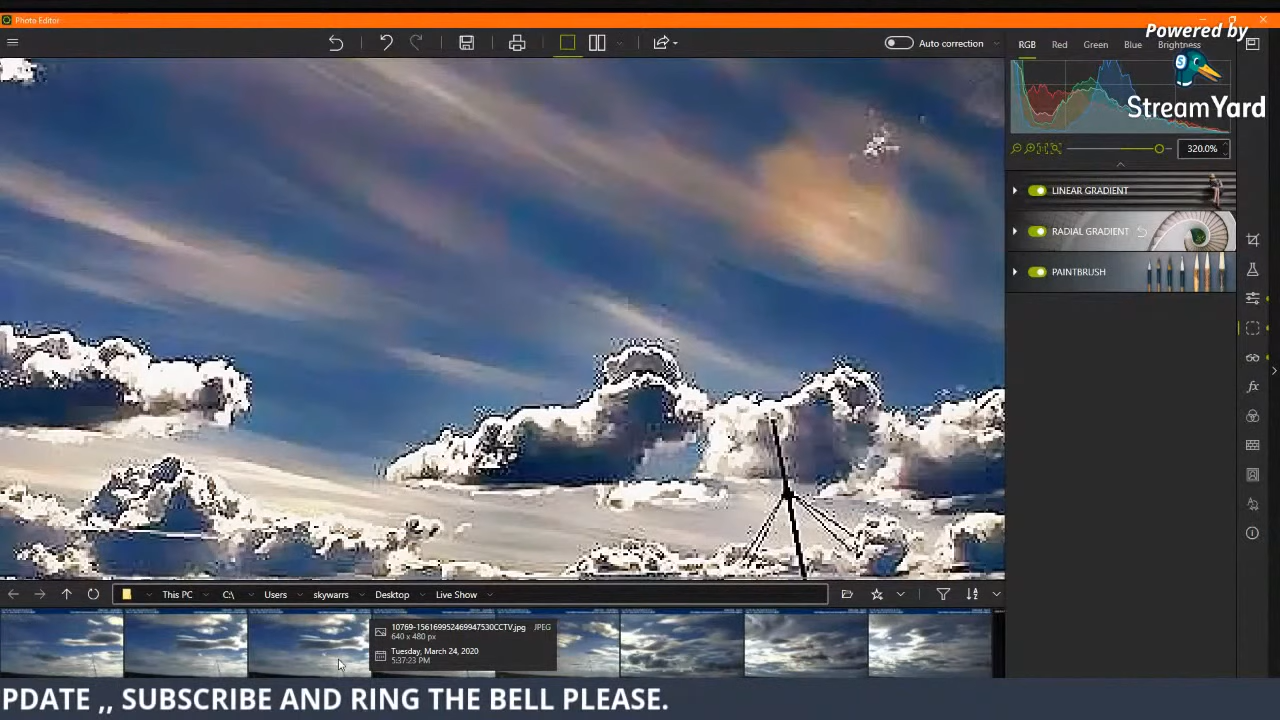 Photo Editor
Powered by
StreamYard
Auto correction
RGB
Red
Green
Blue
Brightness
320.0%
LINEAR GRADIENT
RADIAL GRADIENT
PAINTBRUSH
This PC
C:\
Users
skywarrs
Desktop
Live Show
10769-156169952469947530CCTV.jpg JPEG
640 x 480 px
Tuesday, March 24, 2020
5:37:23 PM
PDATE ,, SUBSCRIBE AND RING THE BELL PLEASE.